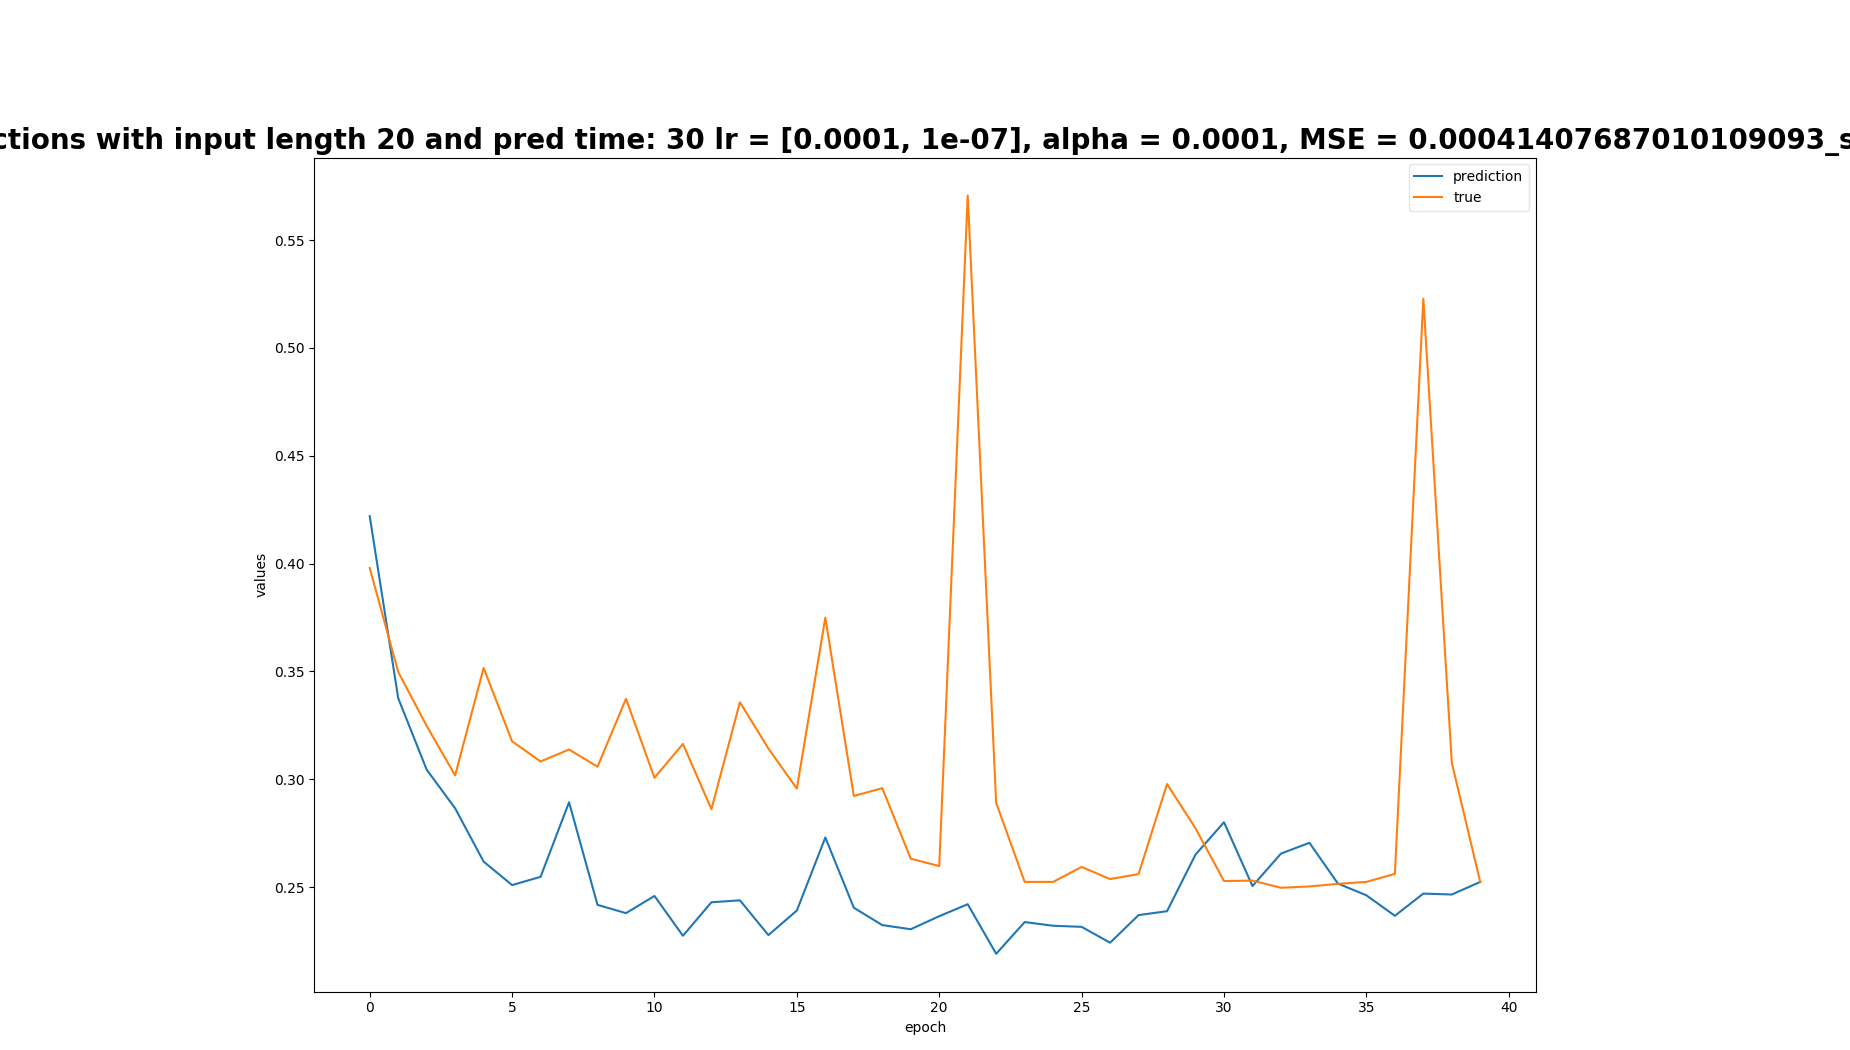 ctions with input length 20 and pred time: 30 lr = [0.0001, 1e-07], alpha = 0.0001, MSE = 0.00041407687010109093_s
prediction
true
0.55
0.50
0.45
0.40
0.35
0.30
0.25
values
0 5 10 15 20 25 30 35 40
epoch